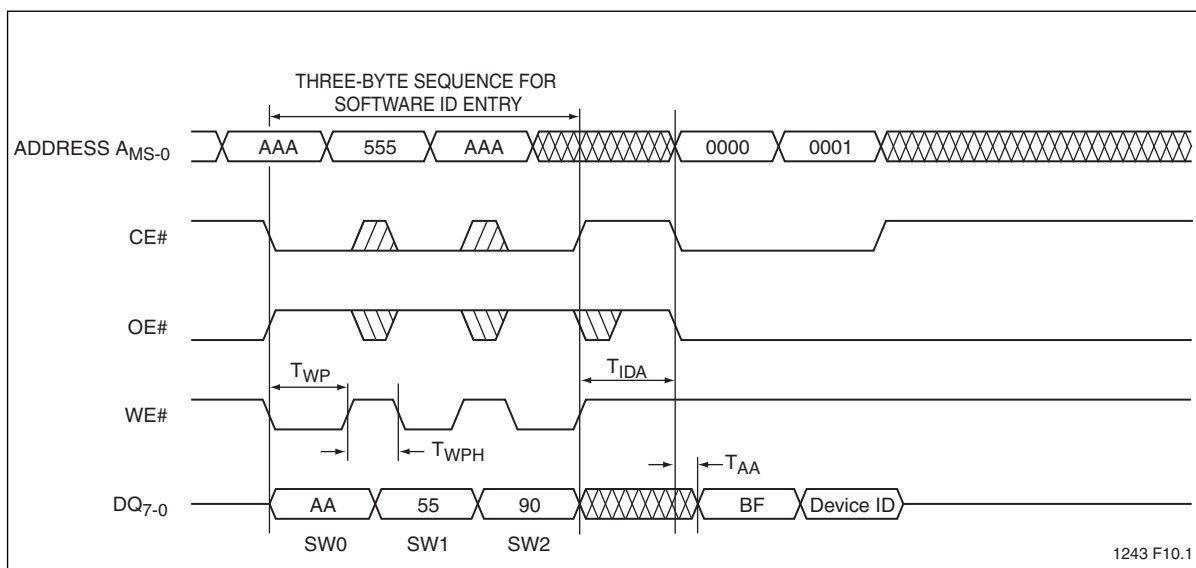 THREE-BYTE SEQUENCE FOR
SOFTWARE ID ENTRY
ADDRESS AMS-0
AAA 555 AAA 0000 0001
CE#
OE#
TWP TIDA
WE#
TWPH
TAA
DQ7-0
AA 55 90 BF Device ID
SW0 SW1 SW2
1243 F10.1